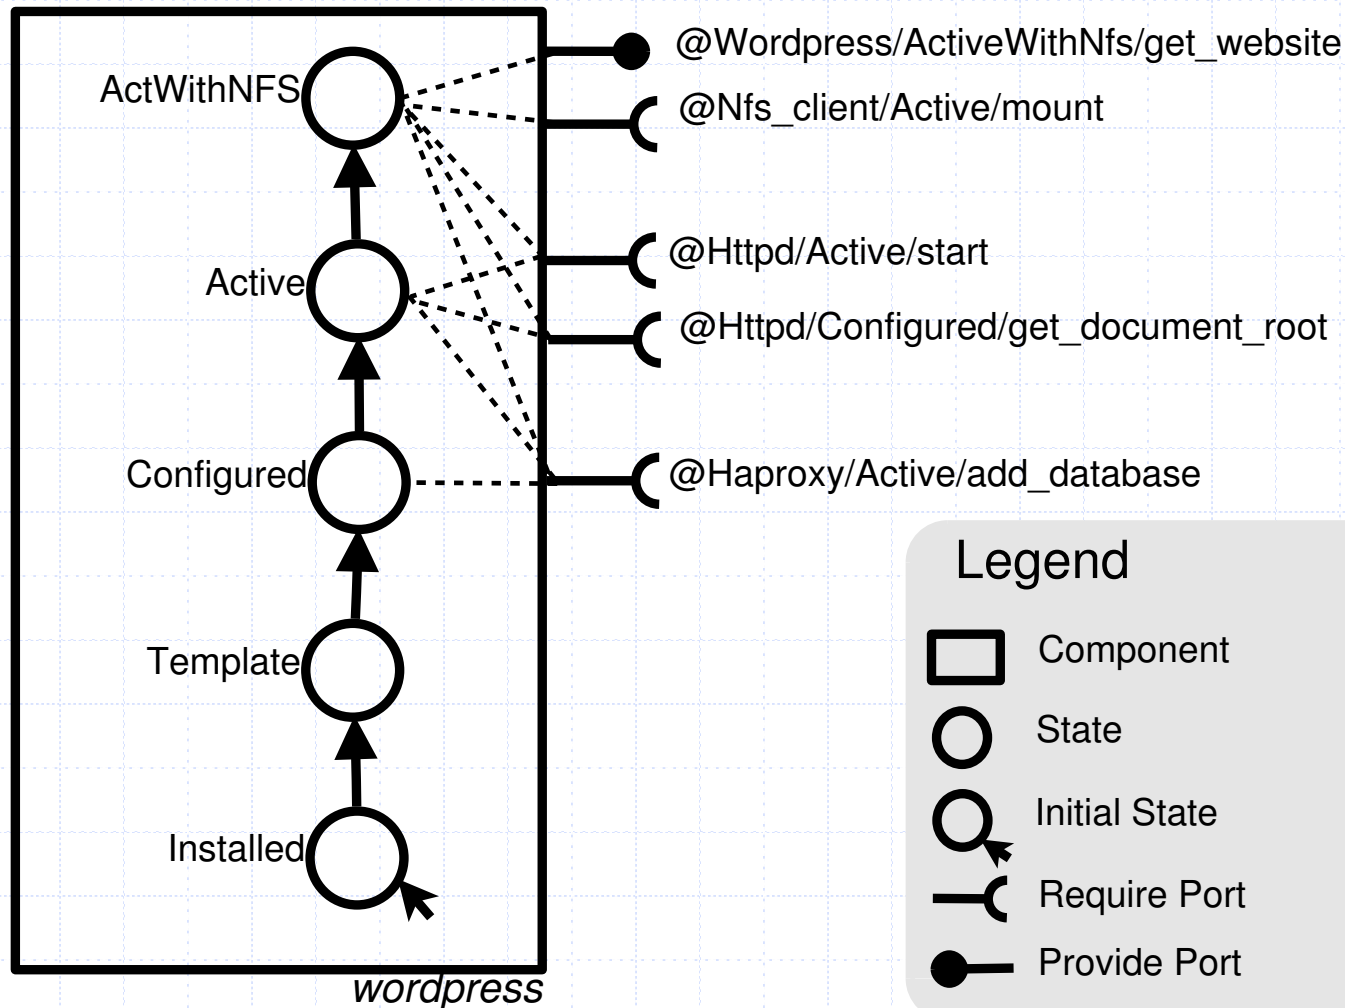 @Wordpress/ActiveWithNfs/get_website
ActWithNFS
@Nfs_client/Active/mount
@Httpd/Active/start
Active
@Httpd/Configured/get_document_root
Configured
@Haproxy/Active/add_database
Template
Installed
wordpress
Legend
Component
State
Initial State
Require Port
Provide Port